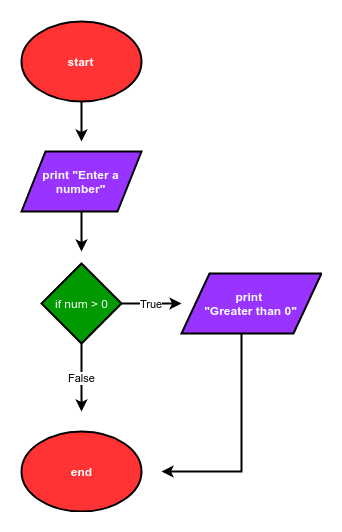 start
print "Enter a
number"
if num > 0
True
print
"Greater than 0"
False
end